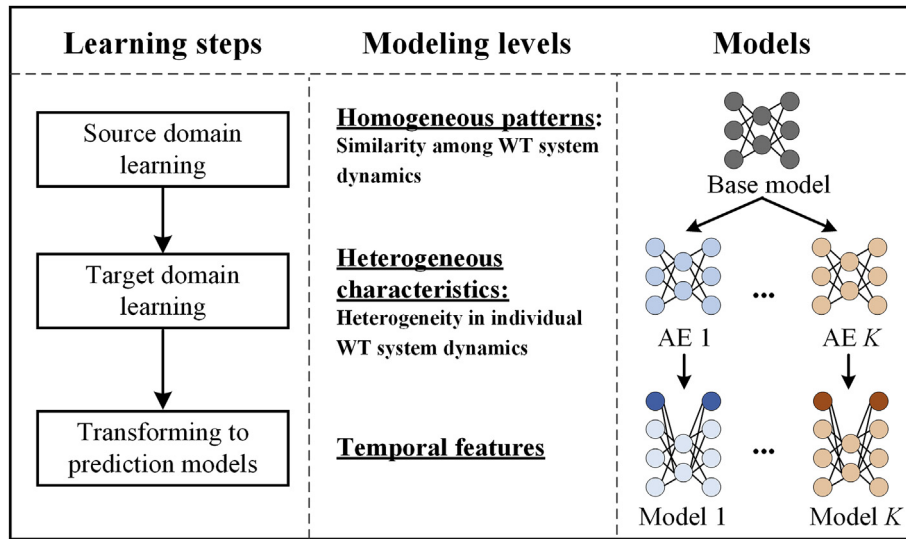 Learning steps
Modeling levels
Models
Source domain
learning
Homogeneous patterns:
Similarity among WT system
dynamics
Base model
Target domain
learning
Heterogeneous
characteristics:
Heterogeneity in individual
WT system dynamics
...
AE 1
AE K
Transforming to
prediction models
Temporal features
...
Model 1
Model K